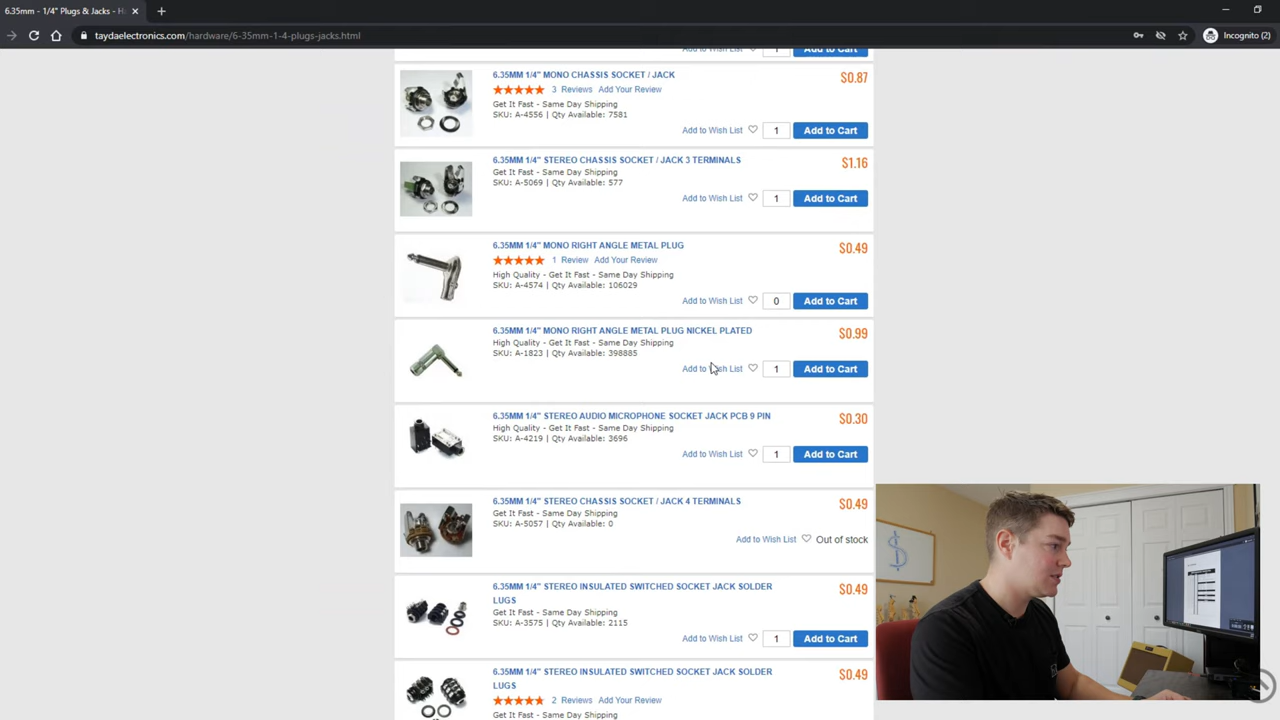 6.35mm - 1/4" Plugs & Jacks - H
taydaelectronics.com/hardware/6-35mm-1-4-plugs-jacks.html
Incognito (2)
Add to Wish List 1 Add to Cart
6.35MM 1/4" MONO CHASSIS SOCKET / JACK $0.87
3 Reviews Add Your Review
Get It Fast - Same Day Shipping
SKU: A-4556 | Qty Available: 7581
Add to Wish List 1 Add to Cart
6.35MM 1/4" STEREO CHASSIS SOCKET / JACK 3 TERMINALS $1.16
Get It Fast - Same Day Shipping
SKU: A-5069 | Qty Available: 577
Add to Wish List 1 Add to Cart
6.35MM 1/4" MONO RIGHT ANGLE METAL PLUG $0.49
1 Review Add Your Review
High Quality - Get It Fast - Same Day Shipping
SKU: A-4574 | Qty Available: 106029
Add to Wish List 0 Add to Cart
6.35MM 1/4" MONO RIGHT ANGLE METAL PLUG NICKEL PLATED $0.99
High Quality - Get It Fast - Same Day Shipping
SKU: A-1823 | Qty Available: 398885
Add to Wish List 1 Add to Cart
6.35MM 1/4" STEREO AUDIO MICROPHONE SOCKET JACK PCB 9 PIN $0.30
High Quality - Get It Fast - Same Day Shipping
SKU: A-4219 | Qty Available: 3696
Add to Wish List 1 Add to Cart
6.35MM 1/4" STEREO CHASSIS SOCKET / JACK 4 TERMINALS $0.49
Get It Fast - Same Day Shipping
SKU: A-5057 | Qty Available: 0
Add to Wish List Out of stock
6.35MM 1/4" STEREO INSULATED SWITCHED SOCKET JACK SOLDER $0.49
LUGS
Get It Fast - Same Day Shipping
SKU: A-3575 | Qty Available: 2115
Add to Wish List 1 Add to Cart
6.35MM 1/4" STEREO INSULATED SWITCHED SOCKET JACK SOLDER $0.49
LUGS
2 Reviews Add Your Review
Get It Fast - Same Day Shipping
$